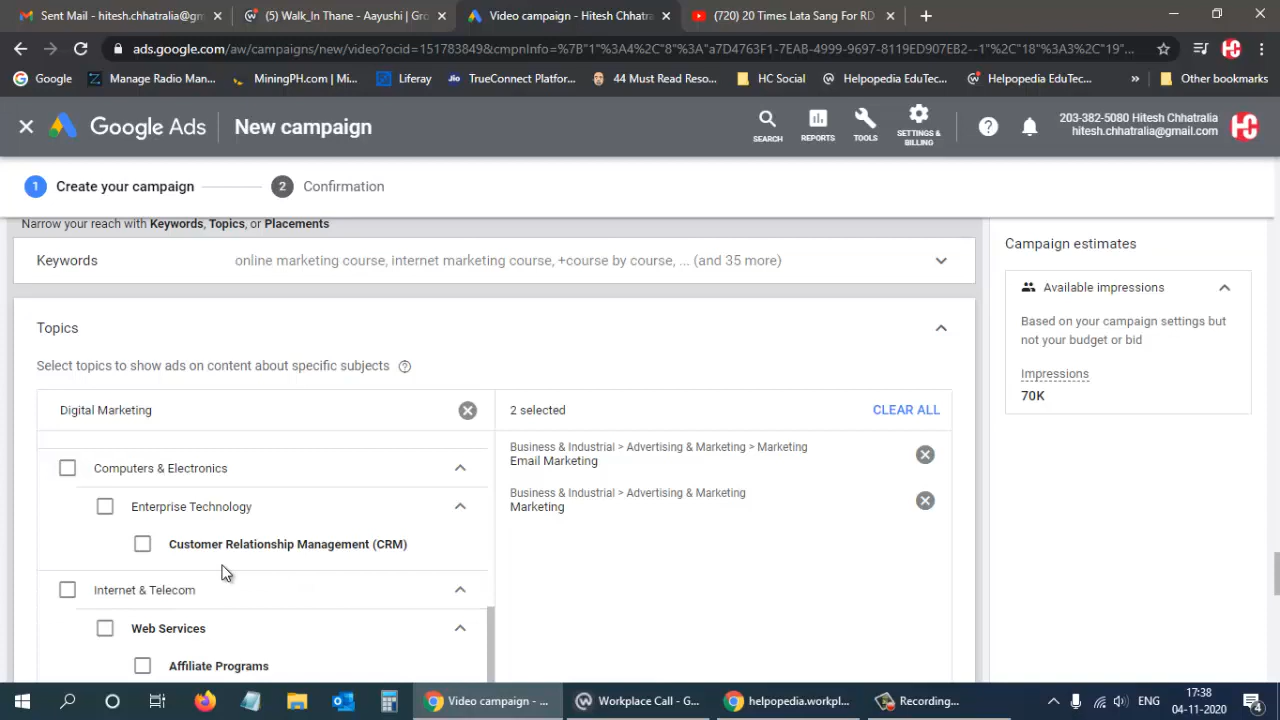 Sent Mail - hitesh.chhatralia@gm
(5) Walk_In Thane - Aayushi | Gro
Video campaign - Hitesh Chhatra
(720) 20 Times Lata Sang For RD
ads.google.com/aw/campaigns/new/video?ocid=151783849&cmpnInfo=%7B"1"%3A4%2C"8"%3A"a7D4763F1-7EAB-4999-9697-8119ED907EB2--1"%2C"18"%3A3%2C"19"...
Google
Manage Radio Man...
MiningPH.com | Mi...
Liferay
Jio
TrueConnect Platfor...
44 Must Read Reso...
HC Social
Helpopedia EduTec...
Helpopedia EduTec...
»
Other bookmarks
Google Ads
New campaign
SEARCH
REPORTS
TOOLS
SETTINGS & BILLING
203-382-5080 Hitesh Chhatralia
hitesh.chhatralia@gmail.com
1 Create your campaign
2 Confirmation
Narrow your reach with Keywords, Topics, or Placements
Keywords
online marketing course, internet marketing course, +course by course, ... (and 35 more)
Topics
Select topics to show ads on content about specific subjects
Digital Marketing
2 selected
CLEAR ALL
Computers & Electronics
Enterprise Technology
Customer Relationship Management (CRM)
Internet & Telecom
Web Services
Affiliate Programs
Business & Industrial > Advertising & Marketing > Marketing
Email Marketing
Business & Industrial > Advertising & Marketing
Marketing
Campaign estimates
Available impressions
Based on your campaign settings but
not your budget or bid
Impressions
70K
Video campaign - ...
Workplace Call - G...
helpopedia.workpl...
Recording...
ENG
17:38
04-11-2020
4